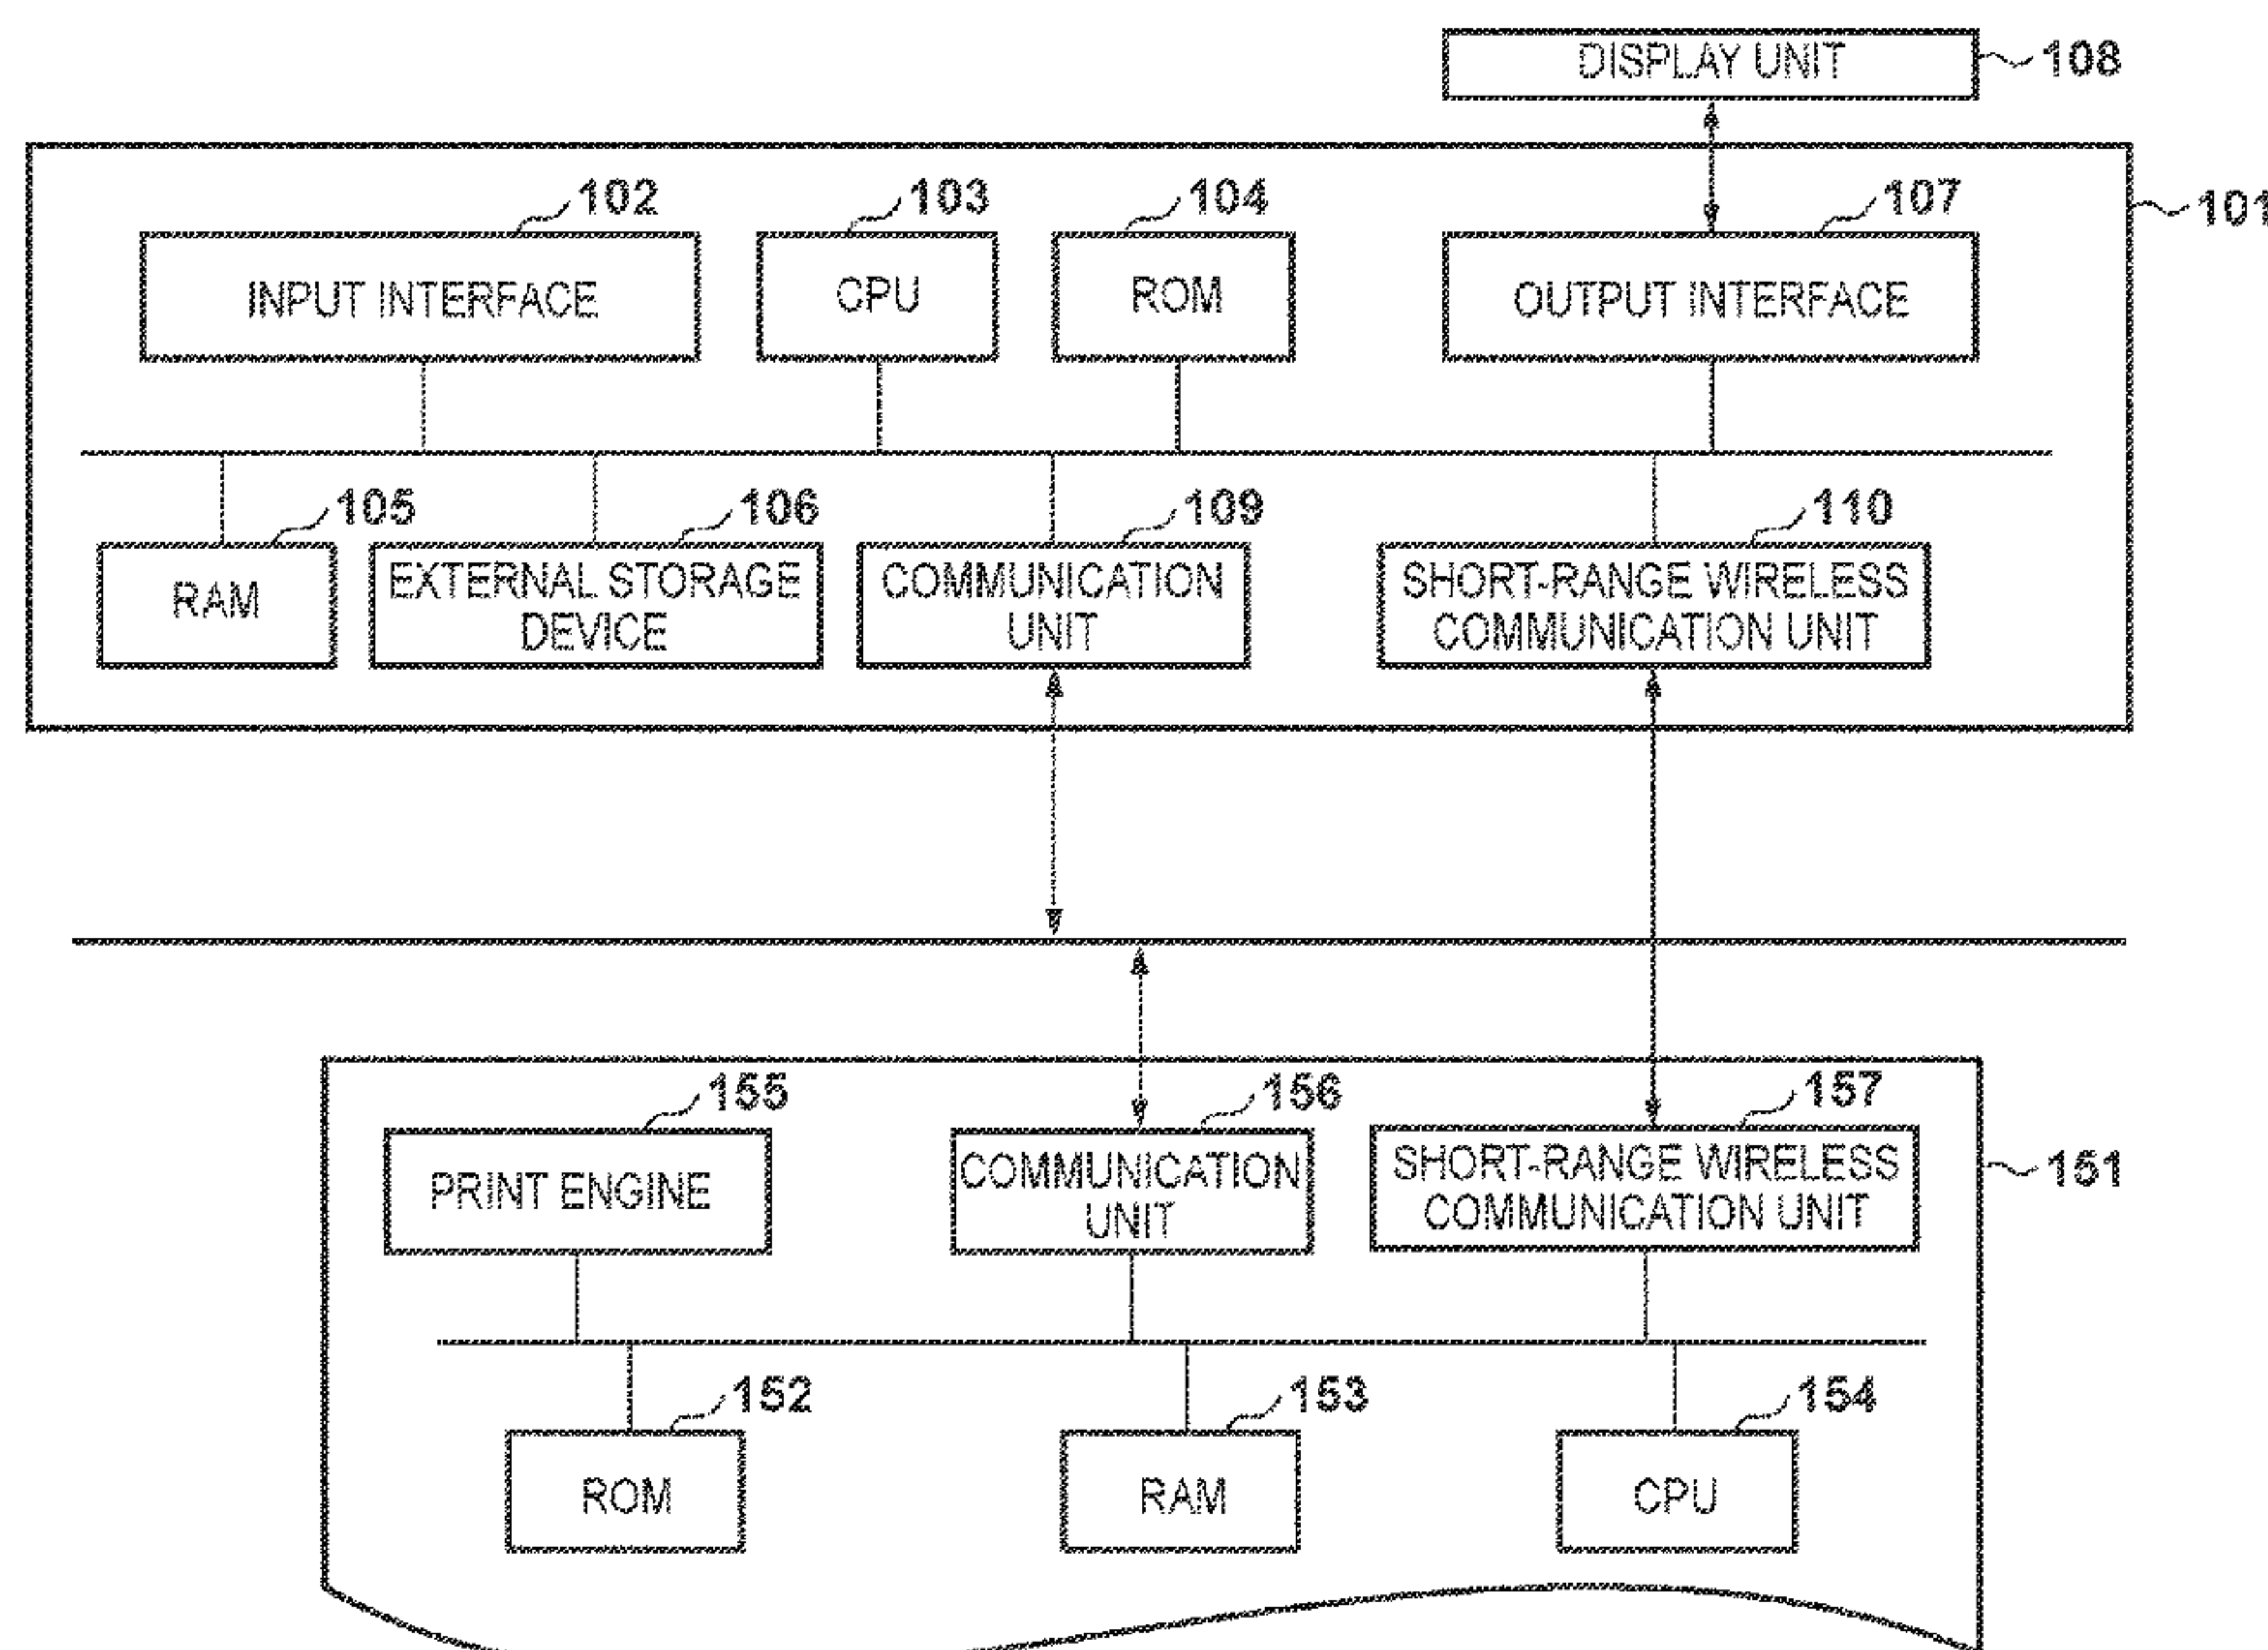 DISPLAY UNIT
108
101
102
103
104
107
INPUT INTERFACE
CPU
ROM
OUTPUT INTERFACE
105
106
109
110
RAM
EXTERNAL STORAGE
DEVICE
COMMUNICATION
UNIT
SHORT-RANGE WIRELESS
COMMUNICATION UNIT
155
156
157
151
PRINT ENGINE
COMMUNICATION
UNIT
SHORT-RANGE WIRELESS
COMMUNICATION UNIT
152
153
154
ROM
RAM
CPU